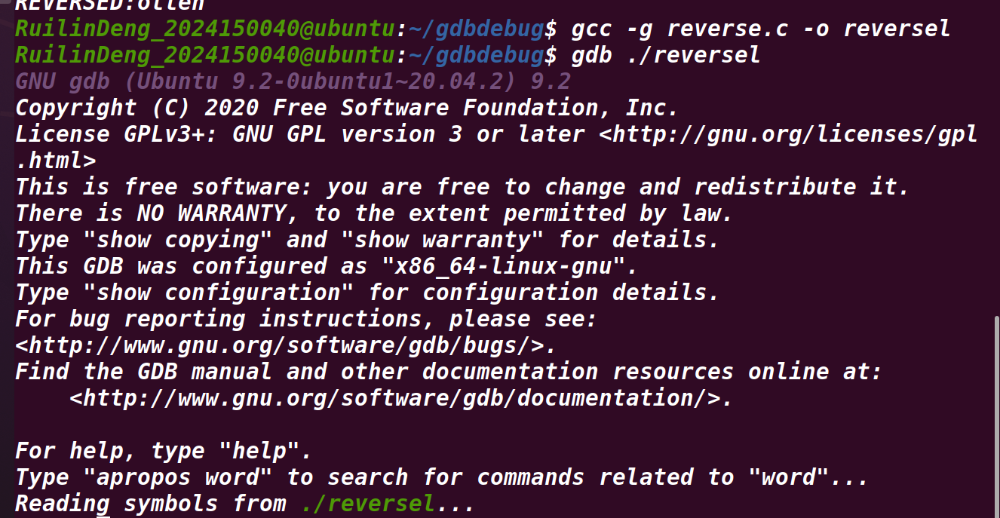 REVERSED:olleh
RuilinDeng_2024150040@ubuntu:~/gdbdebug$ gcc -g reverse.c -o reversel
RuilinDeng_2024150040@ubuntu:~/gdbdebug$ gdb ./reversel
GNU gdb (Ubuntu 9.2-0ubuntu1~20.04.2) 9.2
Copyright (C) 2020 Free Software Foundation, Inc.
License GPLv3+: GNU GPL version 3 or later <http://gnu.org/licenses/gpl
.html>
This is free software: you are free to change and redistribute it.
There is NO WARRANTY, to the extent permitted by law.
Type "show copying" and "show warranty" for details.
This GDB was configured as "x86_64-linux-gnu".
Type "show configuration" for configuration details.
For bug reporting instructions, please see:
<http://www.gnu.org/software/gdb/bugs/>.
Find the GDB manual and other documentation resources online at:
    <http://www.gnu.org/software/gdb/documentation/>.

For help, type "help".
Type "apropos word" to search for commands related to "word"...
Reading symbols from ./reversel...